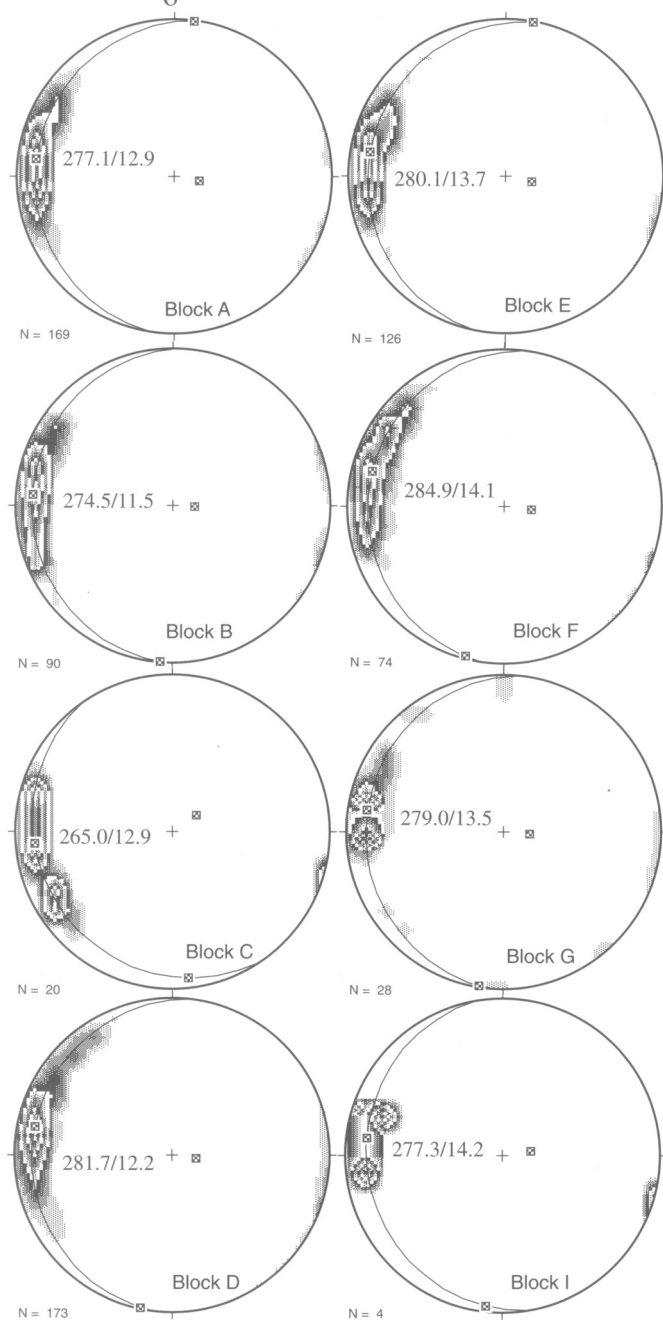 277.1/12.9
Block A
N = 169
280.1/13.7
Block E
N = 126
274.5/11.5
Block B
N = 90
284.9/14.1
Block F
N = 74
265.0/12.9
Block C
N = 20
279.0/13.5
Block G
N = 28
281.7/12.2
Block D
N = 173
277.3/14.2
Block I
N = 4